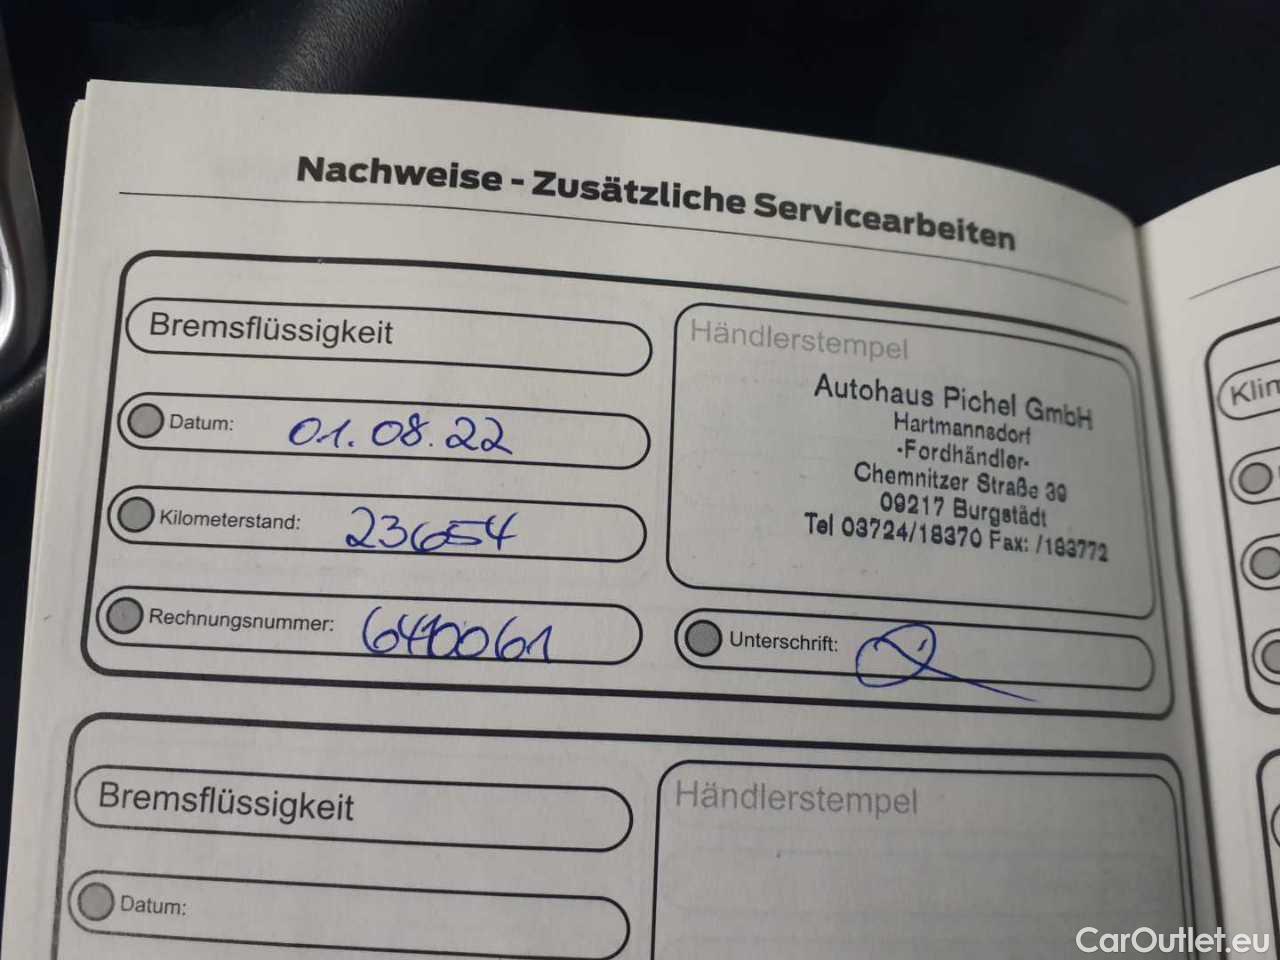 Nachweise - Zusätzliche Servicearbeiten
Bremsflüssigkeit
Datum: 01.08.22
Kilometerstand: 23654
Rechnungsnummer: 6410061
Händlerstempel
Autohaus Pichel GmbH
Hartmannsdorf
-Fordhändler-
Chemnitzer Straße 39
09217 Burgstädt
Tel 03724/18370 Fax: /183772
Unterschrift:
Bremsflüssigkeit
Datum:
Händlerstempel
CarOutlet.eu